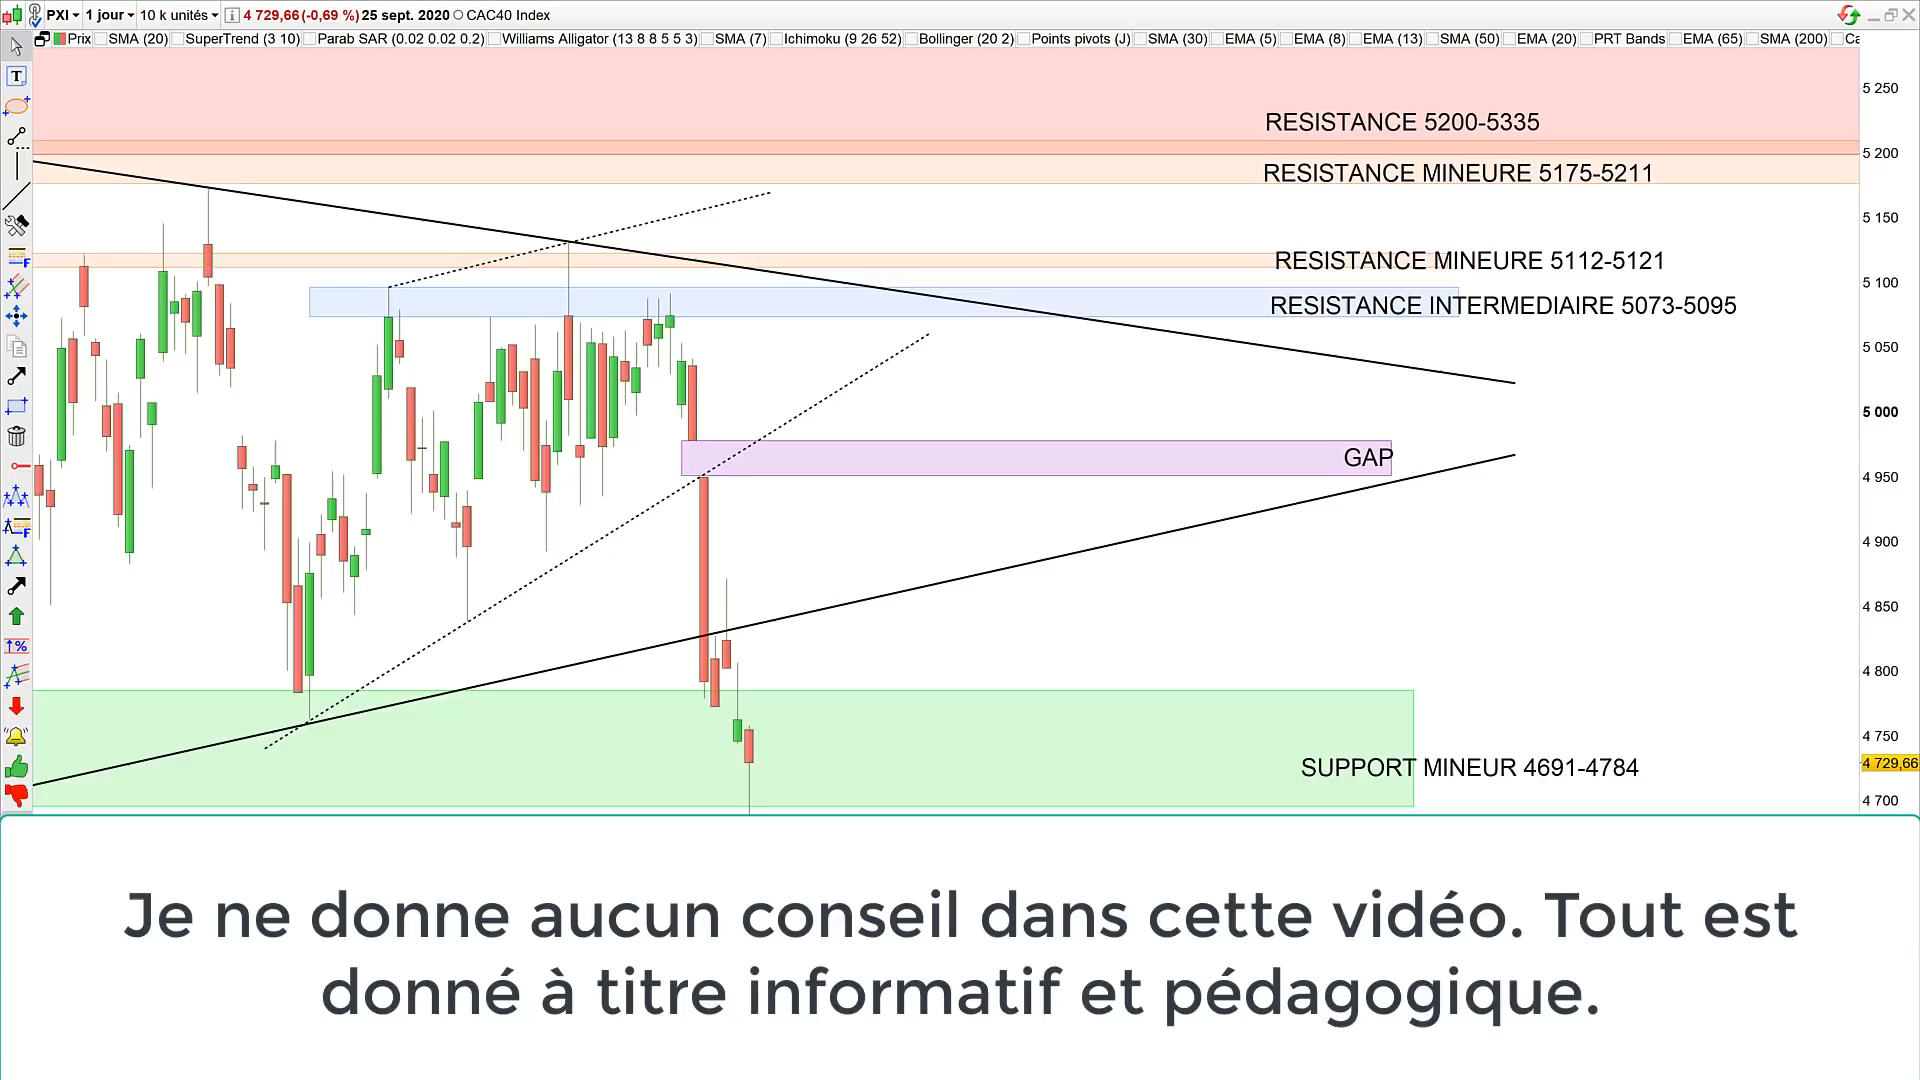 PXI 1 jour 10 k unités 4 729,66 (-0,69 %) 25 sept. 2020 CAC40 Index
Prix SMA (20) SuperTrend (3 10) Parab SAR (0.02 0.02 0.2) Williams Alligator (13 8 8 5 5 3) SMA (7) Ichimoku (9 26 52) Bollinger (20 2) Points pivots (J) SMA (30) EMA (5) EMA (8) EMA (13) SMA (50) EMA (20) PRT Bands EMA (65) SMA (200) Ca
5 250
RESISTANCE 5200-5335
5 200
RESISTANCE MINEURE 5175-5211
5 150
RESISTANCE MINEURE 5112-5121
5 100
RESISTANCE INTERMEDIAIRE 5073-5095
5 050
5 000
GAP
4 950
4 900
4 850
4 800
4 750
SUPPORT MINEUR 4691-4784
4 729,66
4 700
Je ne donne aucun conseil dans cette vidéo. Tout est
donné à titre informatif et pédagogique.